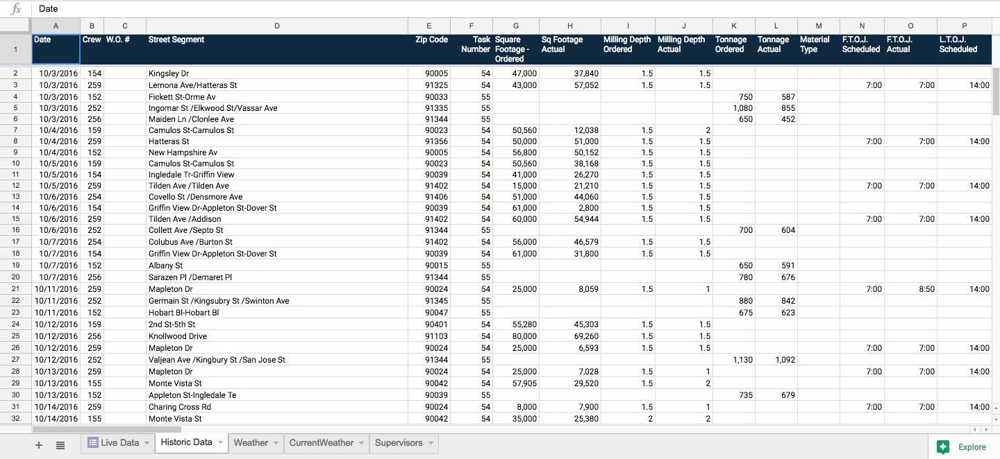 fx Date
A B C D E F G H I J K L M N O P
Date Crew W.O. # Street Segment Zip Code Task Square Sq Footage Milling Depth Milling Depth Tonnage Tonnage Material F.T.O.J. F.T.O.J. L.T.O.J.
1 Number Footage - Actual Ordered Actual Ordered Actual Type Scheduled Actual Scheduled
Ordered
2 10/3/2016 154 Kingsley Dr 90005 54 47,000 37,840 1.5 1.5
3 10/3/2016 259 Lemona Ave/Hatteras St 91325 54 43,000 57,052 1.5 1.5 7:00 7:00 14:00
4 10/3/2016 152 Fickett St-Orme Av 90033 55 750 587
5 10/3/2016 252 Ingomar St /Elkwood St/Vassar Ave 91335 55 1,080 855
6 10/3/2016 256 Maiden Ln /Clonlee Ave 91344 55 650 452
7 10/4/2016 159 Camulos St-Camulos St 90023 54 50,560 12,038 1.5 2
8 10/4/2016 259 Hatteras St 91356 54 50,000 51,000 1.5 1.5 7:00 7:00 14:00
9 10/4/2016 152 New Hampshire Av 90005 54 56,800 50,152 1.5 1.5
10 10/5/2016 159 Camulos St-Camulos St 90023 54 50,560 38,168 1.5 1.5
11 10/5/2016 154 Ingledale Tr-Griffin View 90039 54 41,000 26,270 1.5 1.5
12 10/5/2016 259 Tilden Ave /Tilden Ave 91402 54 15,000 21,210 1.5 1.5 7:00 7:00 14:00
13 10/6/2016 254 Covello St /Densmore Ave 91406 54 51,000 44,060 1.5 1.5
14 10/6/2016 154 Griffin View Dr-Appleton St-Dover St 90039 54 61,000 2,800 1.5 1.5
15 10/6/2016 259 Tilden Ave /Addison 91402 54 60,000 54,944 1.5 1.5 7:00 7:00 14:00
16 10/6/2016 252 Collett Ave /Septo St 91344 55 700 604
17 10/7/2016 254 Colubus Ave /Burton St 91402 54 56,000 46,579 1.5 1.5
18 10/7/2016 154 Griffin View Dr-Appleton St-Dover St 90039 54 61,000 31,800 1.5 1.5
19 10/7/2016 152 Albany St 90015 55 650 591
20 10/7/2016 256 Sarazen Pl /Demaret Pl 91344 55 780 676
21 10/11/2016 259 Mapleton Dr 90024 54 25,000 8,059 1.5 1 7:00 8:50 14:00
22 10/11/2016 252 Germain St /Kingsubry St /Swinton Ave 91345 55 880 842
23 10/11/2016 152 Hobart Bl-Hobart Bl 90047 55 675 623
24 10/12/2016 159 2nd St-5th St 90401 54 55,280 45,303 1.5 1.5
25 10/12/2016 256 Knollwood Drive 91103 54 80,000 69,260 1.5 1.5
26 10/12/2016 259 Mapleton Dr 90024 54 25,000 6,593 1.5 1.5 7:00 7:00 14:00
27 10/12/2016 252 Valjean Ave /Kingbury St /San Jose St 91344 55 1,130 1,092
28 10/13/2016 259 Mapleton Dr 90024 54 25,000 7,028 1.5 1 7:00 7:00 14:00
29 10/13/2016 155 Monte Vista St 90042 54 57,905 29,520 1.5 2
30 10/13/2016 152 Appleton St-Ingledale Te 90039 55 735 679
31 10/14/2016 259 Charing Cross Rd 90024 54 8,000 7,900 1.5 1 7:00 7:00 14:00
32 10/14/2016 155 Monte Vista St 90042 54 35,000 25,380 2 2
+ Live Data Historic Data Weather CurrentWeather Supervisors Explore